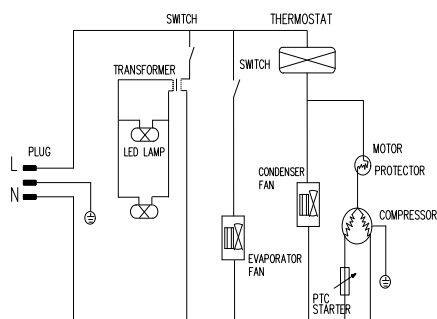 SWITCH
THERMOSTAT
SWITCH
TRANSFORMER
L
PLUG
LED LAMP
N
MOTOR
PROTECTOR
CONDENSER
FAN
COMPRESSOR
EVAPORATOR
FAN
PTC
STARTER